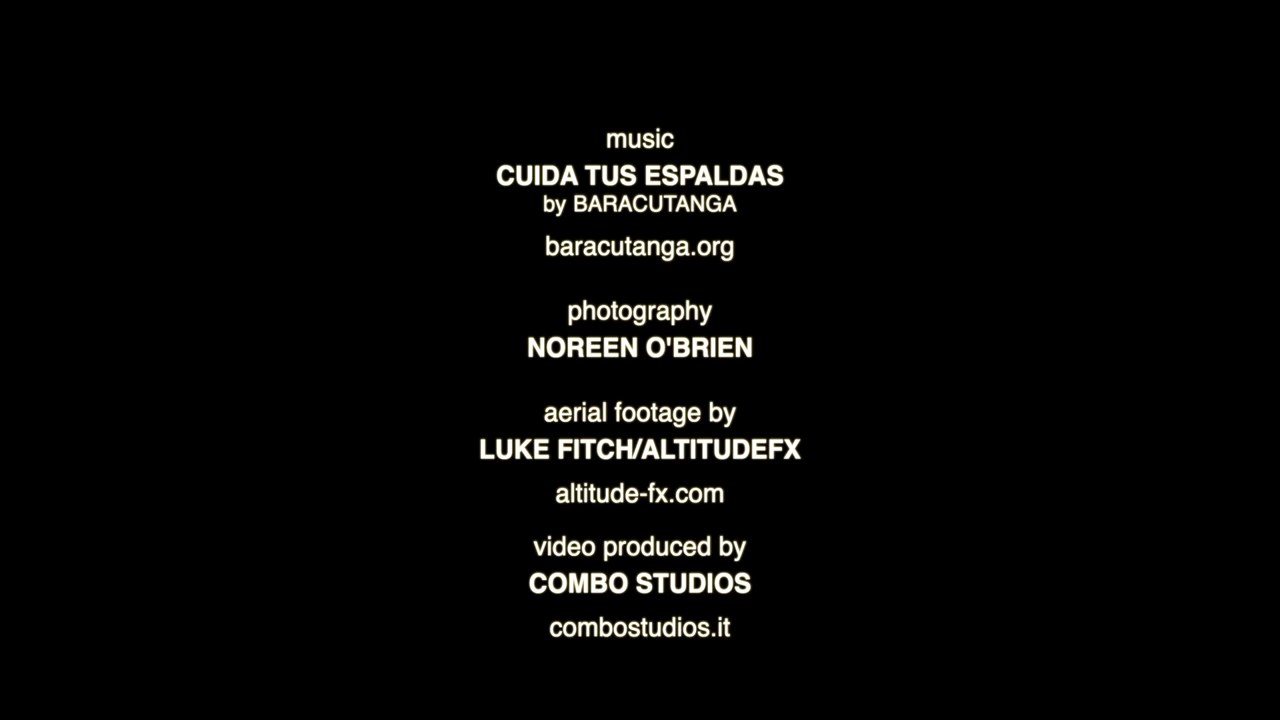 music
CUIDA TUS ESPALDAS
by BARACUTANGA
baracutanga.org
photography
NOREEN O'BRIEN
aerial footage by
LUKE FITCH/ALTITUDEFX
altitude-fx.com
video produced by
COMBO STUDIOS
combostudios.it